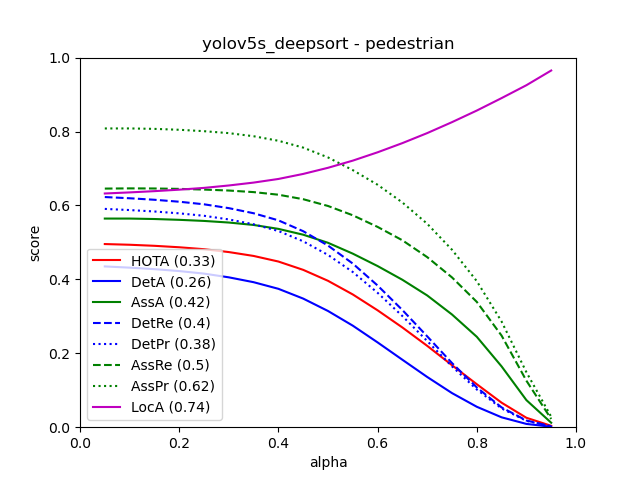 yolov5s_deepsort - pedestrian
score
1.0
0.8
0.6
0.4
0.2
0.0
HOTA (0.33)
DetA (0.26)
AssA (0.42)
DetRe (0.4)
DetPr (0.38)
AssRe (0.5)
AssPr (0.62)
LocA (0.74)
0.0 0.2 0.4 0.6 0.8 1.0
alpha